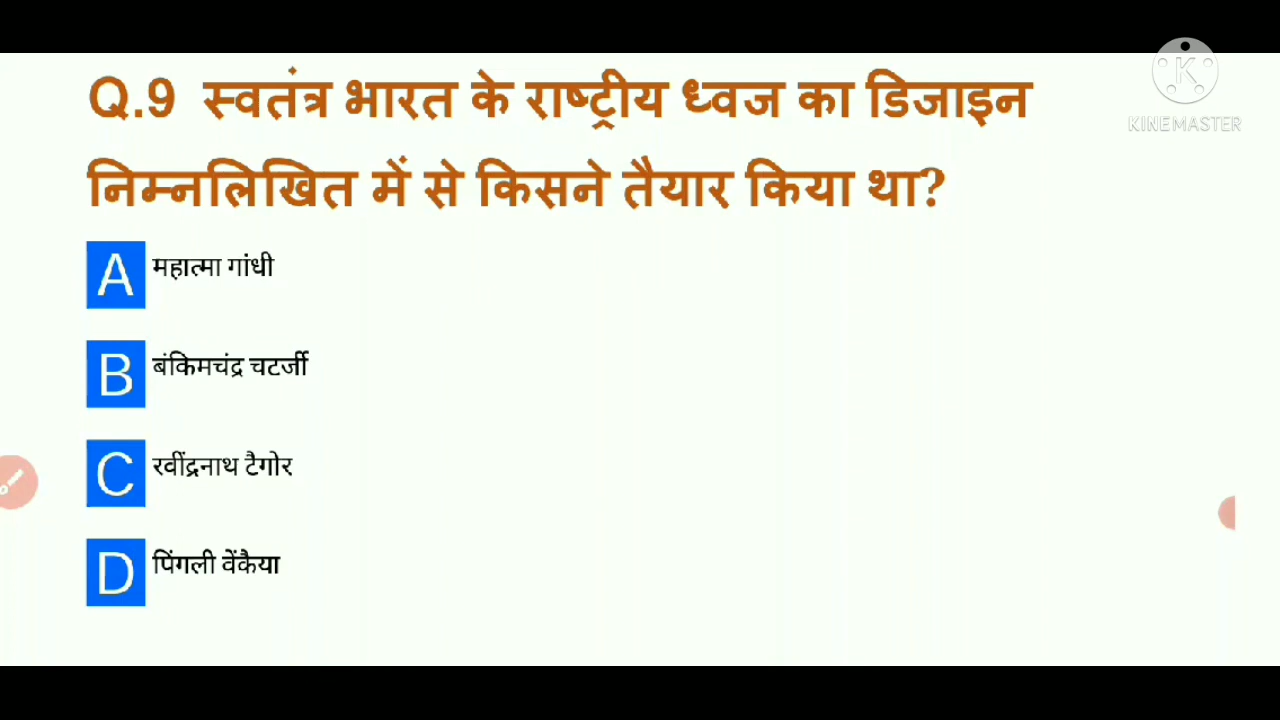 Q.9 स्वतंत्र भारत के राष्ट्रीय ध्वज का डिजाइन
निम्नलिखित में से किसने तैयार किया था?
A महात्मा गांधी
B बंकिमचंद्र चटर्जी
C रवींद्रनाथ टैगोर
D पिंगली वेंकैया
K
KINEMASTER